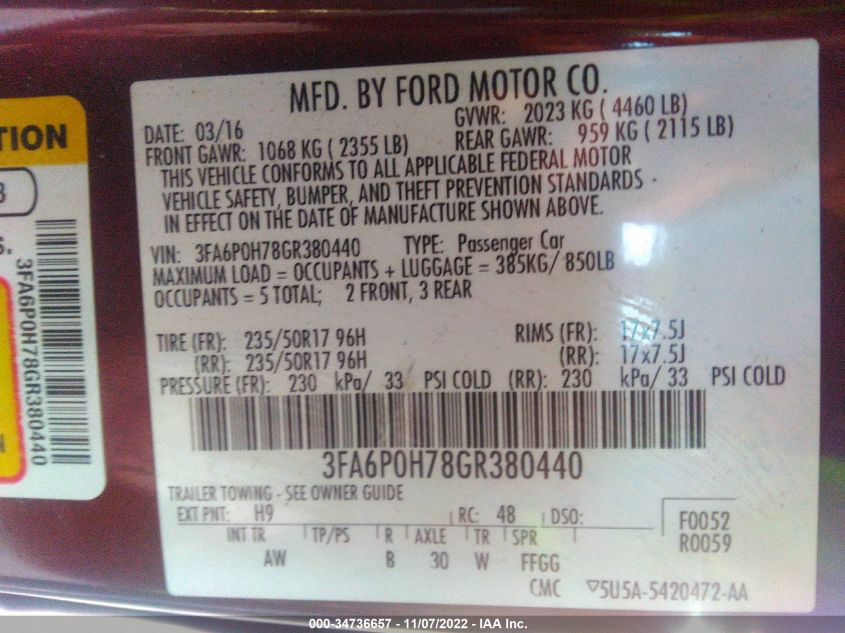 MFD. BY FORD MOTOR CO.
DATE: 03/16 GVWR: 2023 KG ( 4460 LB)
FRONT GAWR: 1068 KG ( 2355 LB) REAR GAWR: 959 KG ( 2115 LB)
THIS VEHICLE CONFORMS TO ALL APPLICABLE FEDERAL MOTOR
VEHICLE SAFETY, BUMPER, AND THEFT PREVENTION STANDARDS
IN EFFECT ON THE DATE OF MANUFACTURE SHOWN ABOVE.
VIN: 3FA6P0H78GR380440 TYPE: Passenger Car
MAXIMUM LOAD = OCCUPANTS + LUGGAGE = 385KG/ 850LB
OCCUPANTS = 5 TOTAL; 2 FRONT, 3 REAR
TIRE (FR): 235/50R17 96H RIMS (FR): 17x7.5J
(RR): 235/50R17 96H (RR): 17x7.5J
PRESSURE (FR): 230 kPa/ 33 PSI COLD (RR): 230 kPa/ 33 PSI COLD
3FA6P0H78GR380440
TRAILER TOWING - SEE OWNER GUIDE
EXT PNT: H9 RC: 48 DSO: F0052
INT TR TP/PS R AXLE TR SPR R0059
AW B 30 W FFGG
CMC ▽5U5A-5420472-AA
TION
3
S.
3FA6P0H78GR380440
000-34736657 - 11/07/2022 - IAA Inc.